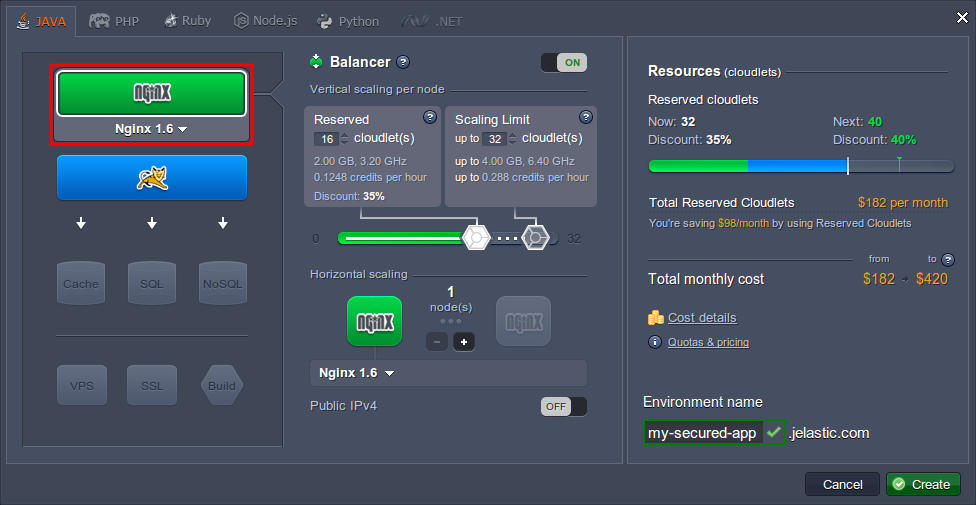 JAVA PHP Ruby Node.js Python .NET
NGINX
Nginx 1.6
Cache SQL NoSQL
VPS SSL Build
Balancer ? ON
Vertical scaling per node
Reserved ?
16 cloudlet(s)
2.00 GB, 3.20 GHz
0.1248 credits per hour
Discount: 35%
Scaling Limit ?
up to 32 cloudlet(s)
up to 4.00 GB, 6.40 GHz
up to 0.288 credits per hour
0 32
Horizontal scaling
NGINX
1
node(s)
NGINX
− +
Nginx 1.6
Public IPv4 OFF
Resources (cloudlets)
Reserved cloudlets
Now: 32 Next: 40
Discount: 35% Discount: 40%
Total Reserved Cloudlets $182 per month
You're saving $98/month by using Reserved Cloudlets
from to ?
Total monthly cost $182 $420
Cost details
i Quotas & pricing
Environment name
my-secured-app .jelastic.com
Cancel Create